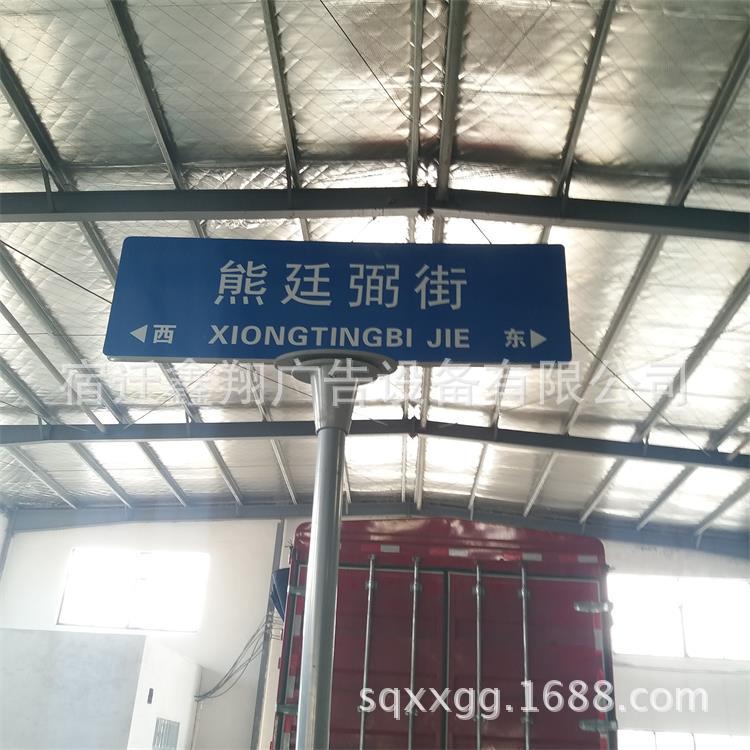 熊廷弼街
◀西 XIONGTINGBI JIE 东▶
宿迁鑫翔广告设备有限公司
sqxxgg.1688.com